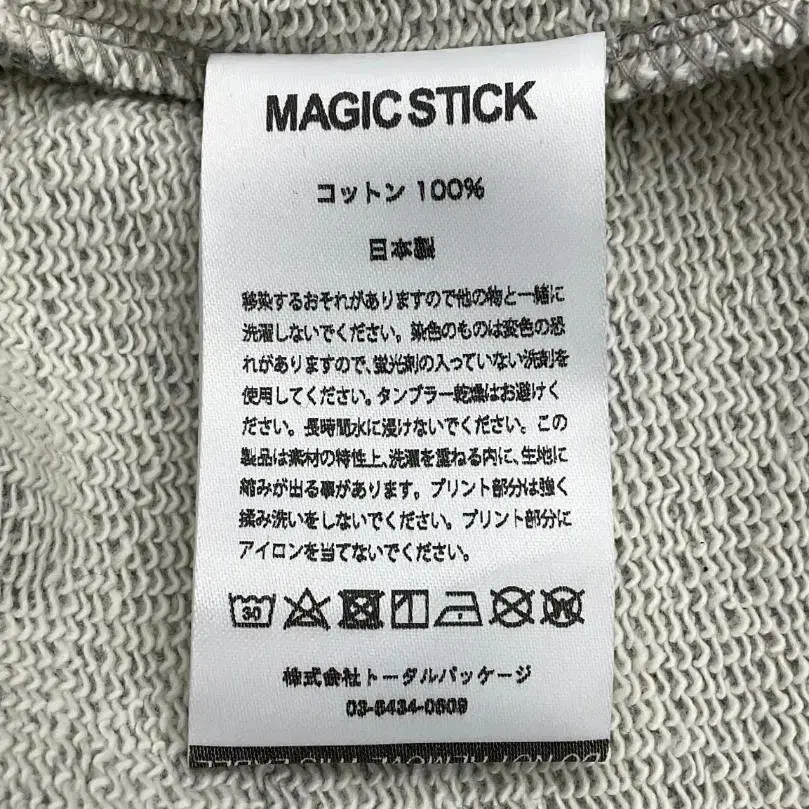 MAGIC STICK
コットン 100%
日本製
移染するおそれがありますので他の物と一緒に
洗濯しないでください。染色のものは変色の恐
れがありますので、蛍光剤の入っていない洗剤を
使用してください。タンブラー乾燥はお避けく
ださい。長時間水に浸けないでください。この
製品は素材の特性上、洗濯を重ねる内に、生地に
縮みが出る事があります。プリント部分は強く
揉み洗いをしないでください。プリント部分に
アイロンを当てないでください。
30
W
株式会社トータルパッケージ
03-5434-0609